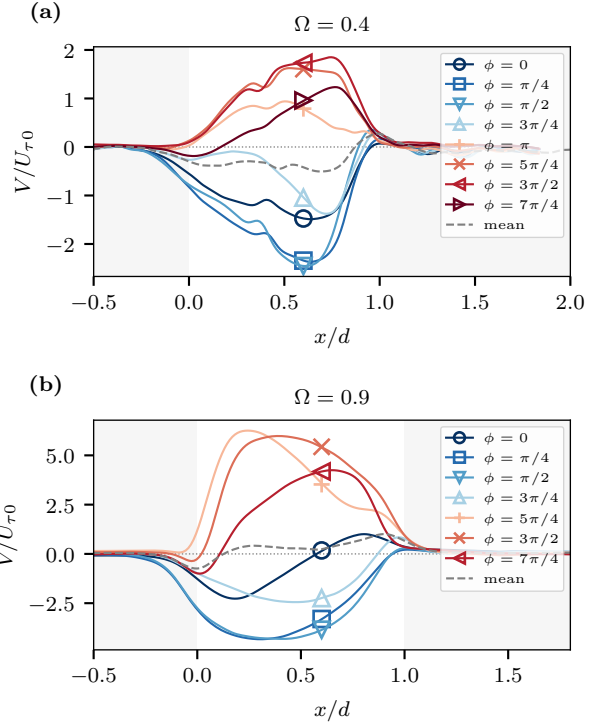 (a)
Ω = 0.4
2
1
0
−1
−2
V/U_τ0
−0.5
0.0
0.5
1.0
1.5
2.0
x/d
ϕ = 0
ϕ = π/4
ϕ = π/2
ϕ = 3π/4
ϕ = π
ϕ = 5π/4
ϕ = 3π/2
ϕ = 7π/4
mean
(b)
Ω = 0.9
5.0
2.5
0.0
−2.5
V/U_τ0
−0.5
0.0
0.5
1.0
1.5
x/d
ϕ = 0
ϕ = π/4
ϕ = π/2
ϕ = 3π/4
ϕ = 5π/4
ϕ = 3π/2
ϕ = 7π/4
mean